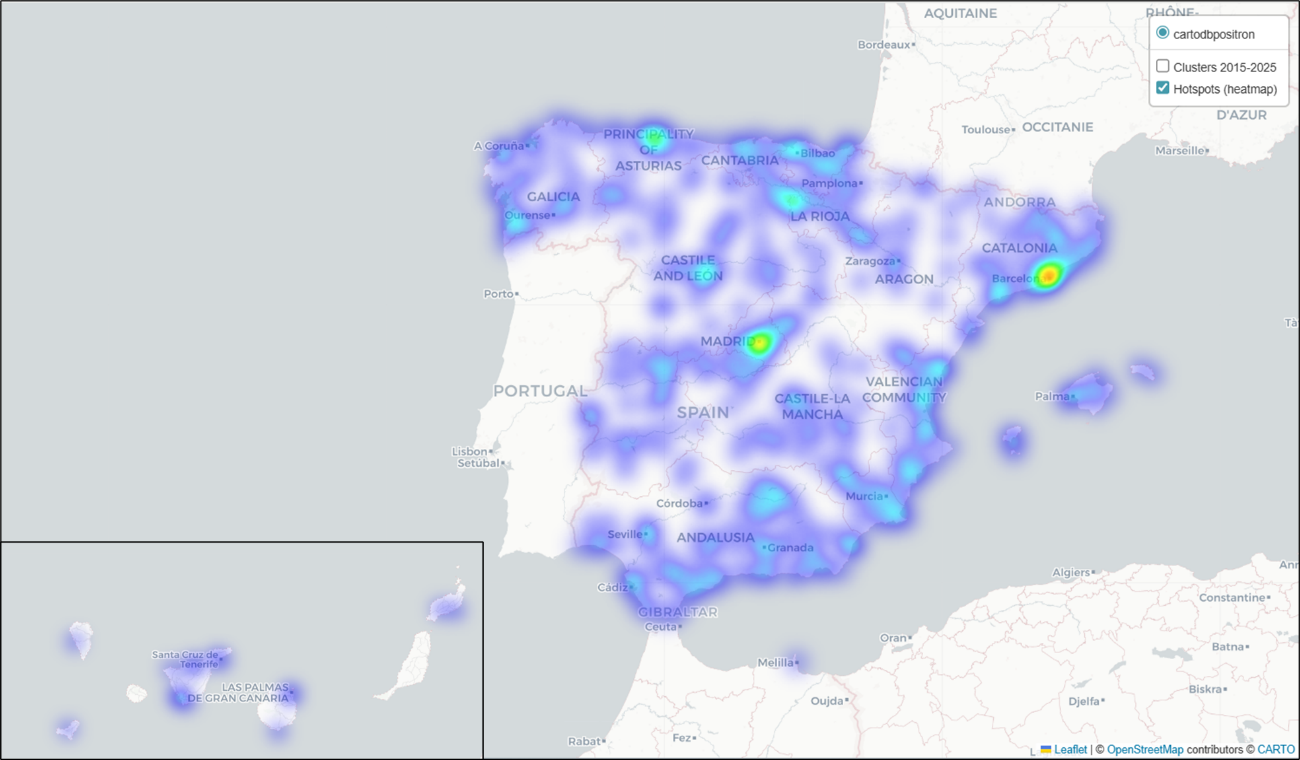 AQUITAINE
RHÔNE-
Bordeaux
cartodbpositron
Clusters 2015-2025
Hotspots (heatmap)
D'AZUR
Toulouse
OCCITANIE
Marseille
PRINCIPALITY
OF
ASTURIAS
A Coruña
CANTABRIA
Bilbao
Pamplona
GALICIA
Ourense
LA RIOJA
ANDORRA
CATALONIA
CASTILE
AND LEÓN
Zaragoza
ARAGON
Barcelo
Porto
Tà
MADRID
PORTUGAL
VALENCIAN
COMMUNITY
CASTILE-LA
MANCHA
SPAIN
Palma
Lisbon
Setúbal
Córdoba
Murcia
Seville
ANDALUSIA
Granada
Cádiz
GIBRALTAR
Ceuta
Algiers
Ann
Constantine
Oran
Batna
Melilla
Santa Cruz de
Tenerife
LAS PALMAS
DE GRAN CANARIA
Oujda
Djelfa
Biskra
Rabat
Fez
L
Leaflet | © OpenStreetMap contributors © CARTO